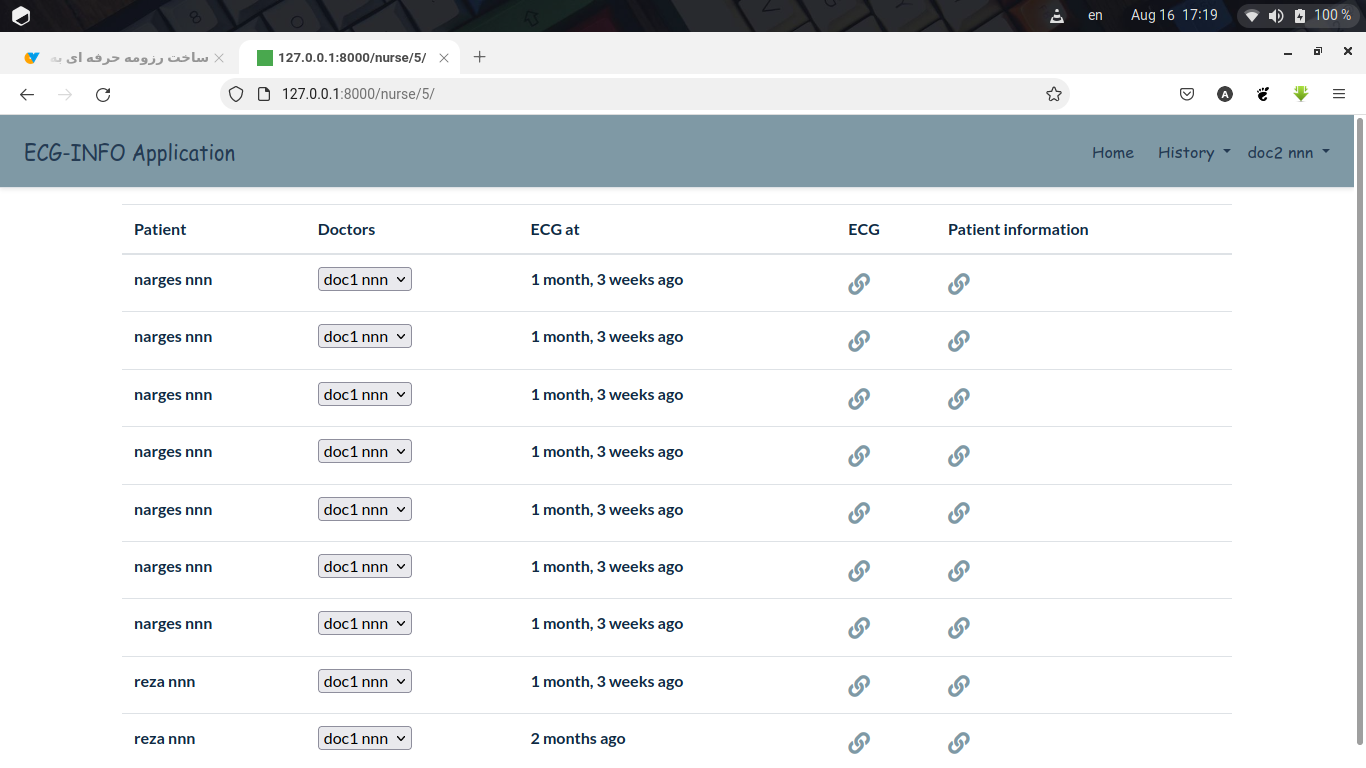 en Aug 16 17:19 100 %
ساخت رزومه حرفه ای به 127.0.0.1:8000/nurse/5/
127.0.0.1:8000/nurse/5/
ECG-INFO Application Home History doc2 nnn
Patient Doctors ECG at ECG Patient information
narges nnn doc1 nnn 1 month, 3 weeks ago
narges nnn doc1 nnn 1 month, 3 weeks ago
narges nnn doc1 nnn 1 month, 3 weeks ago
narges nnn doc1 nnn 1 month, 3 weeks ago
narges nnn doc1 nnn 1 month, 3 weeks ago
narges nnn doc1 nnn 1 month, 3 weeks ago
narges nnn doc1 nnn 1 month, 3 weeks ago
reza nnn doc1 nnn 1 month, 3 weeks ago
reza nnn doc1 nnn 2 months ago